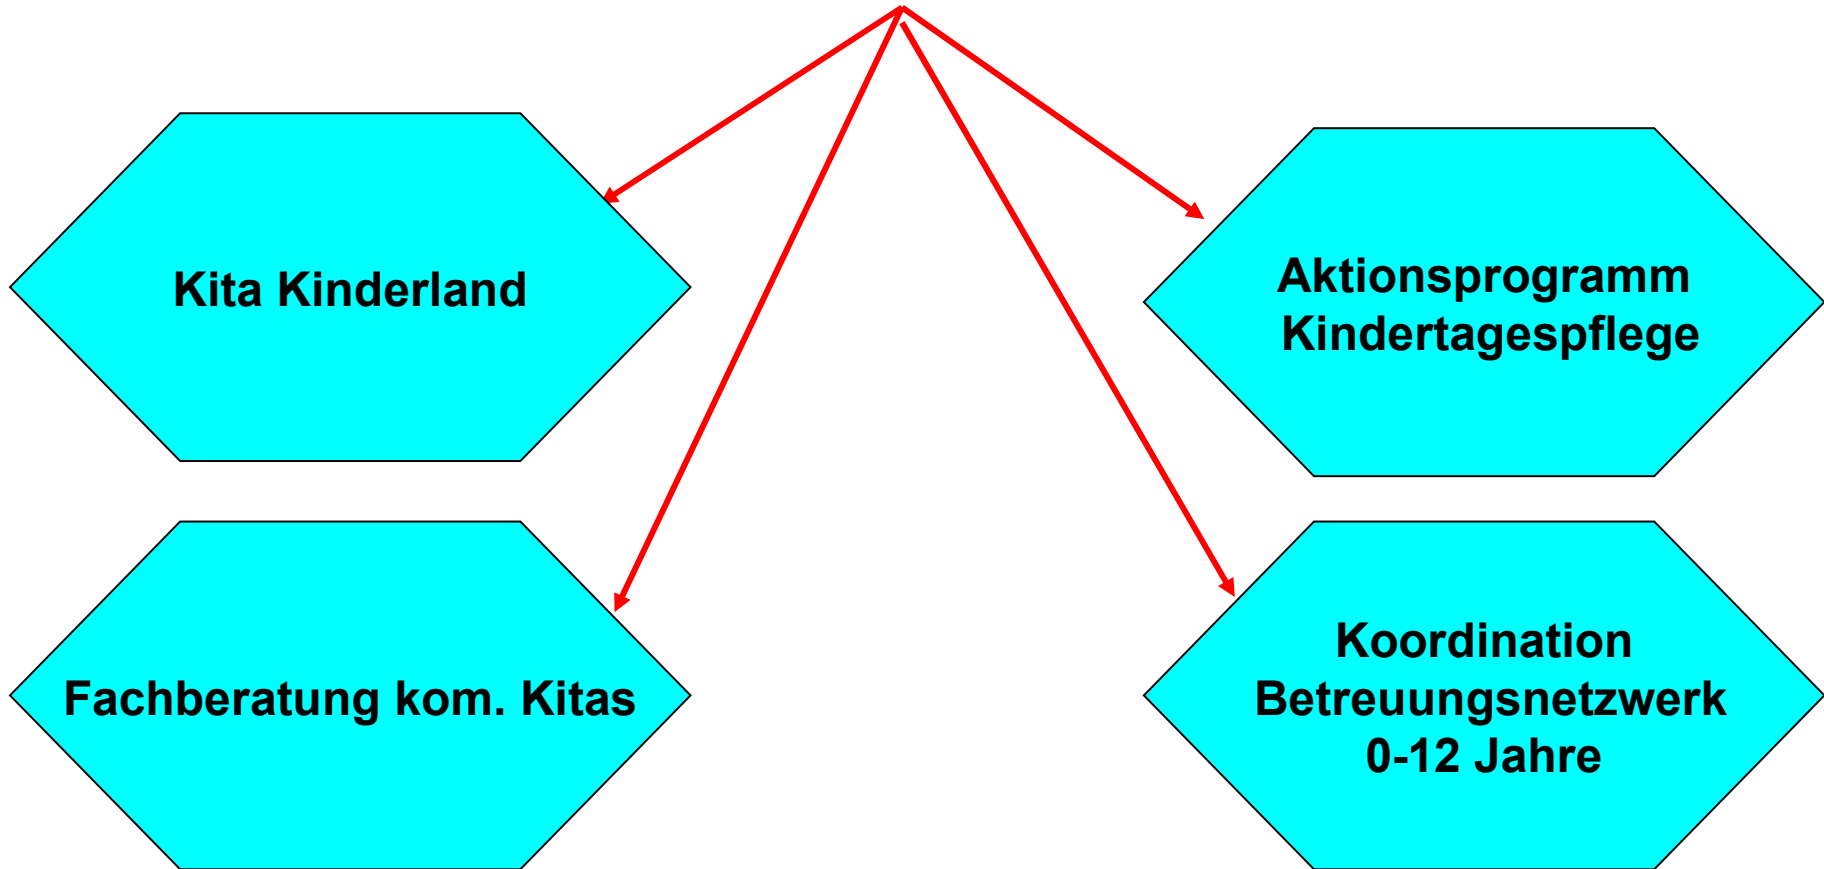 Kita Kinderland
Aktionsprogramm
Kindertagespflege
Fachberatung kom. Kitas
Koordination
Betreuungsnetzwerk
0-12 Jahre